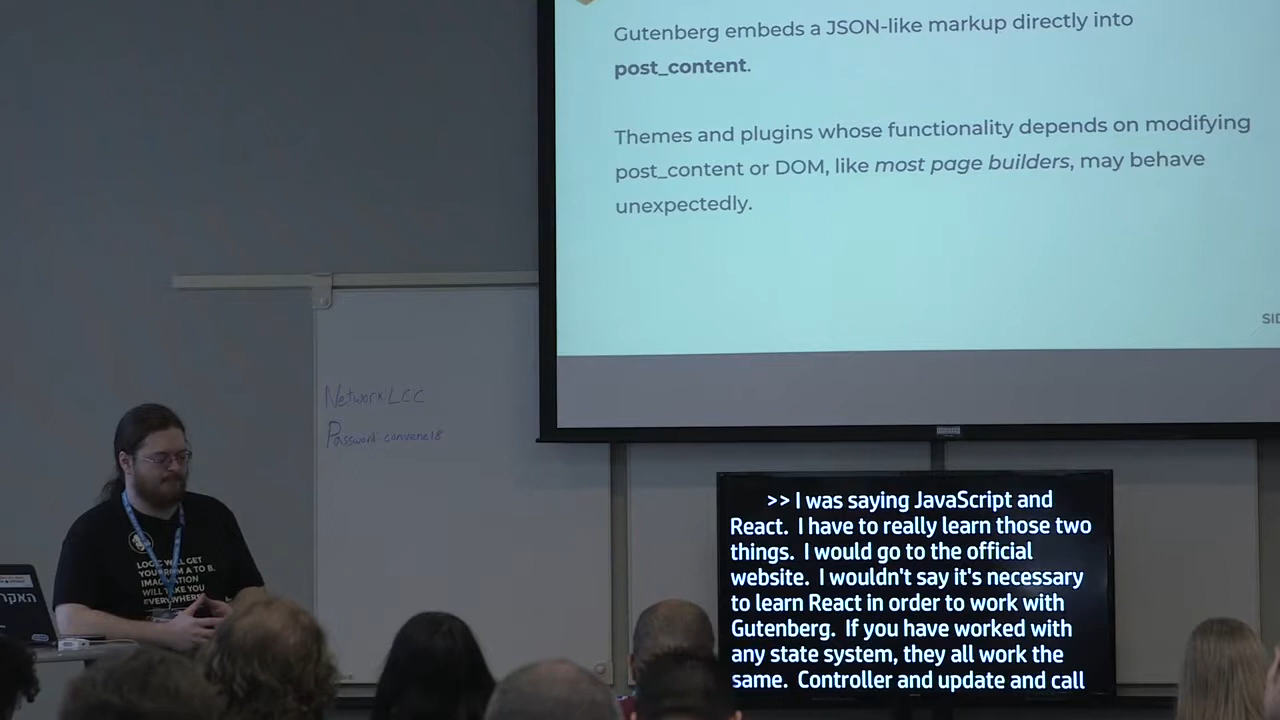 Gutenberg embeds a JSON-like markup directly into
post_content.
Themes and plugins whose functionality depends on modifying
post_content or DOM, like most page builders, may behave
unexpectedly.
Network: LCC
Password: convene18
LOGIC WILL GET
YOU FROM A TO B.
IMAGINATION
WILL TAKE YOU
EVERYWHERE
>> I was saying JavaScript and
React. I have to really learn those two
things. I would go to the official
website. I wouldn't say it's necessary
to learn React in order to work with
Gutenberg. If you have worked with
any state system, they all work the
same. Controller and update and call